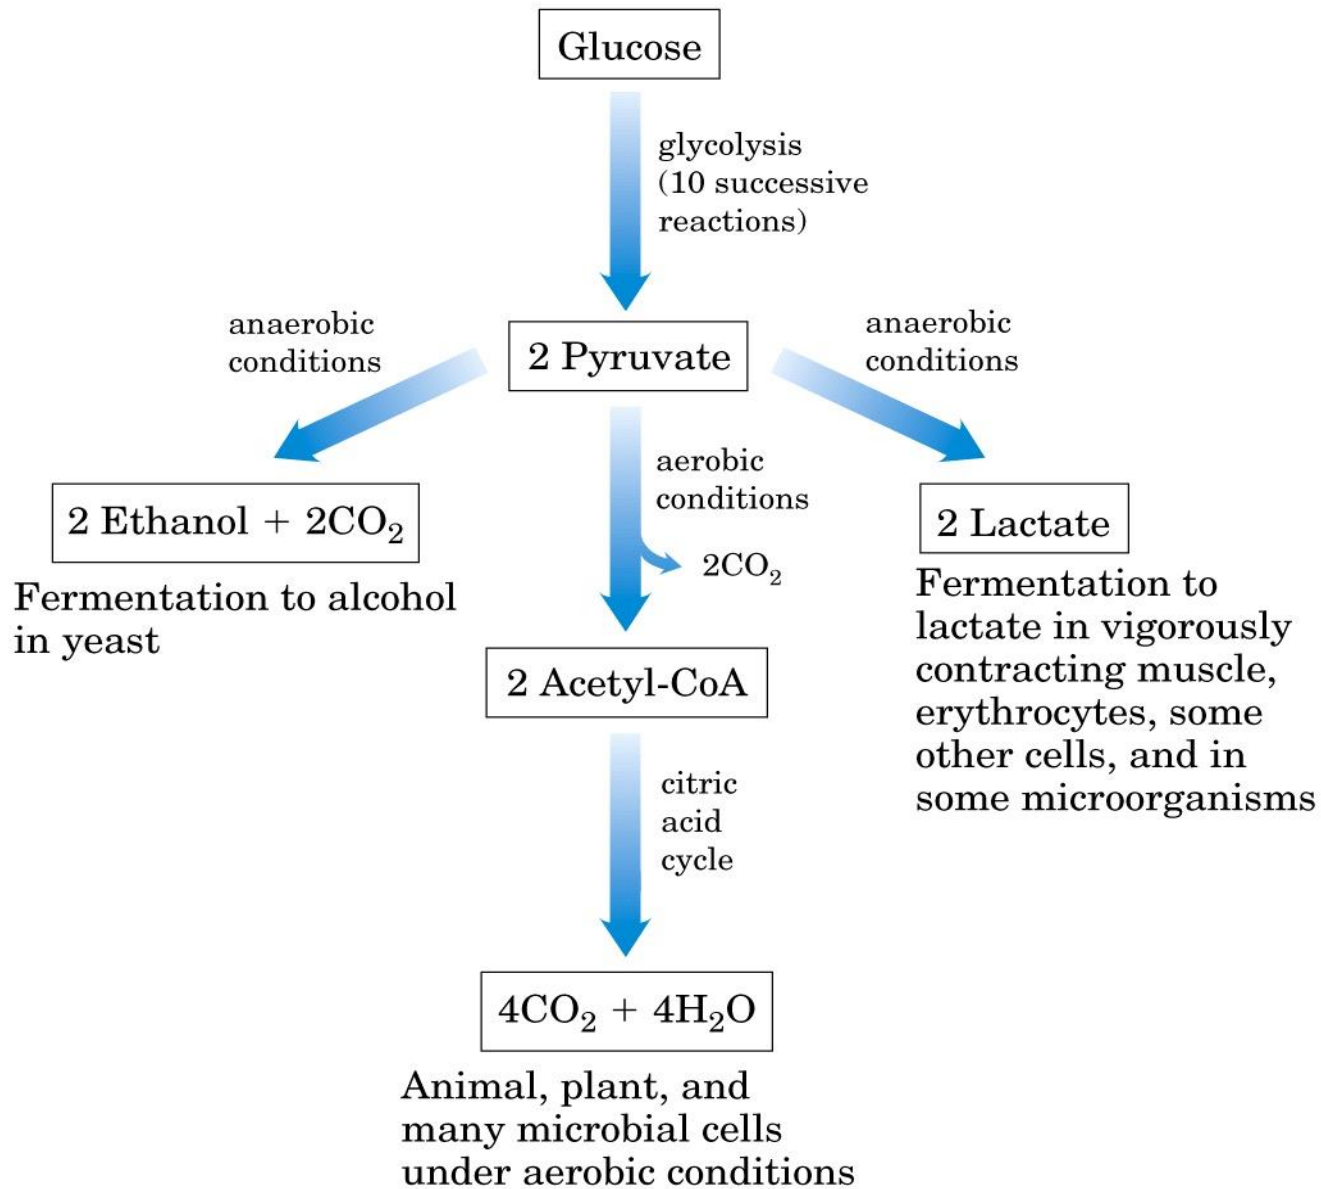 Glucose
glycolysis
(10 successive
reactions)
anaerobic
conditions
2 Pyruvate
anaerobic
conditions
2 Ethanol + 2CO₂
Fermentation to alcohol
in yeast
aerobic
conditions
2CO₂
2 Lactate
Fermentation to
lactate in vigorously
contracting muscle,
erythrocytes, some
other cells, and in
some microorganisms
2 Acetyl-CoA
citric
acid
cycle
4CO₂ + 4H₂O
Animal, plant, and
many microbial cells
under aerobic conditions